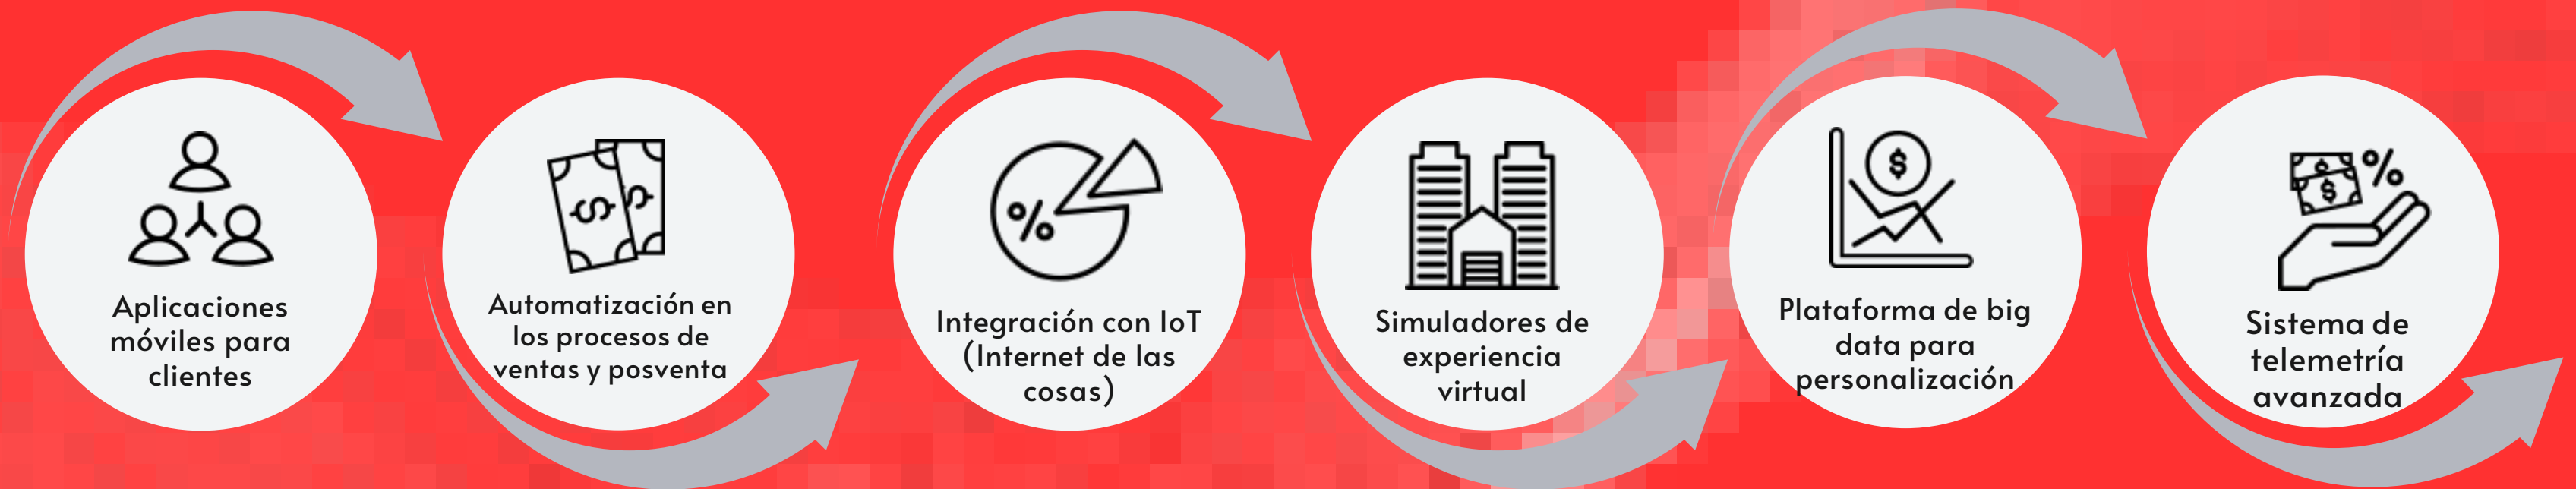 Aplicaciones
móviles para
clientes
$ $
Automatización en
los procesos de
ventas y posventa
%
Integración con IoT
(Internet de las
cosas)
Simuladores de
experiencia
virtual
$
Plataforma de big
data para
personalización
$ $ %
Sistema de
telemetría
avanzada